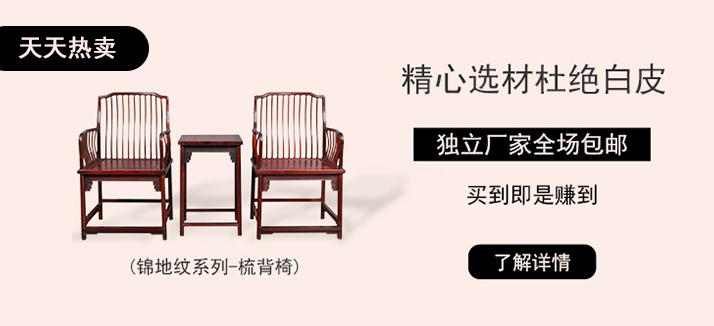 天天热卖
精心选材杜绝白皮
独立厂家全场包邮
买到即是赚到
了解详情
(锦地纹系列-梳背椅)